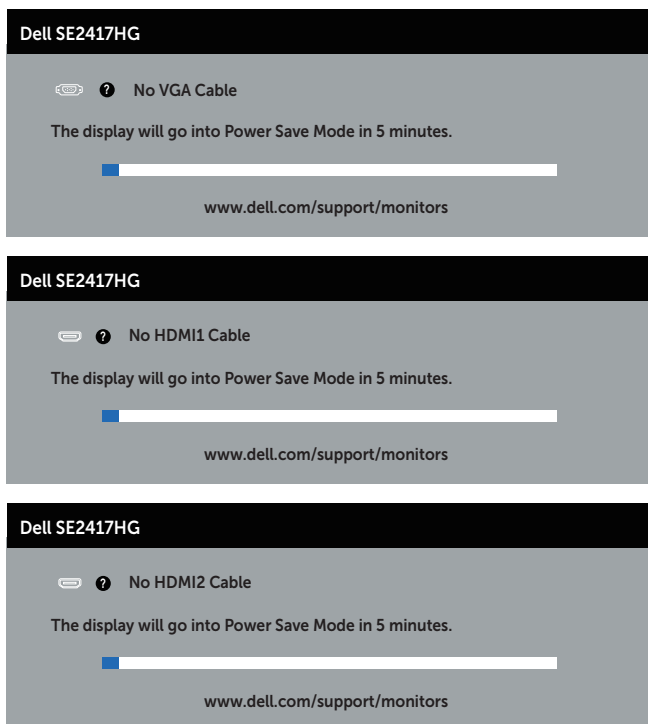 Dell SE2417HG
? No VGA Cable
The display will go into Power Save Mode in 5 minutes.
www.dell.com/support/monitors
Dell SE2417HG
? No HDMI1 Cable
The display will go into Power Save Mode in 5 minutes.
www.dell.com/support/monitors
Dell SE2417HG
? No HDMI2 Cable
The display will go into Power Save Mode in 5 minutes.
www.dell.com/support/monitors